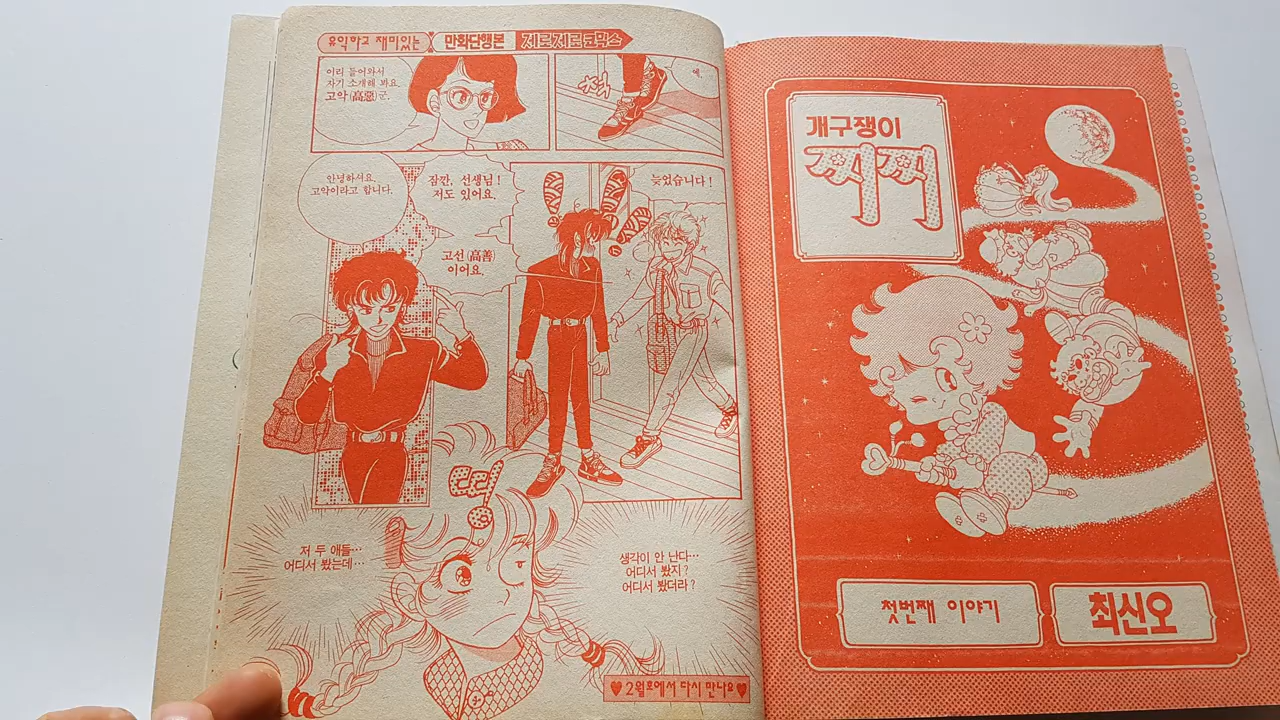 유익하고 재미있는 만화단행본 제로제로코믹스
이리 들어와서
자기 소개해 봐요.
고악(高惡)군.
저벅
예.
안녕하셔요.
고악이라고 합니다.
잠깐, 선생님!
저도 있어요.
고선(高善)
이어요.
늦었습니다!
떵
저 두 애들…
어디서 봤는데…
생각이 안 난다…
어디서 봤지?
어디서 봤더라?
♥2월호에서 다시 만나요♥
개구쟁이
찌찌
첫번째 이야기
최신오